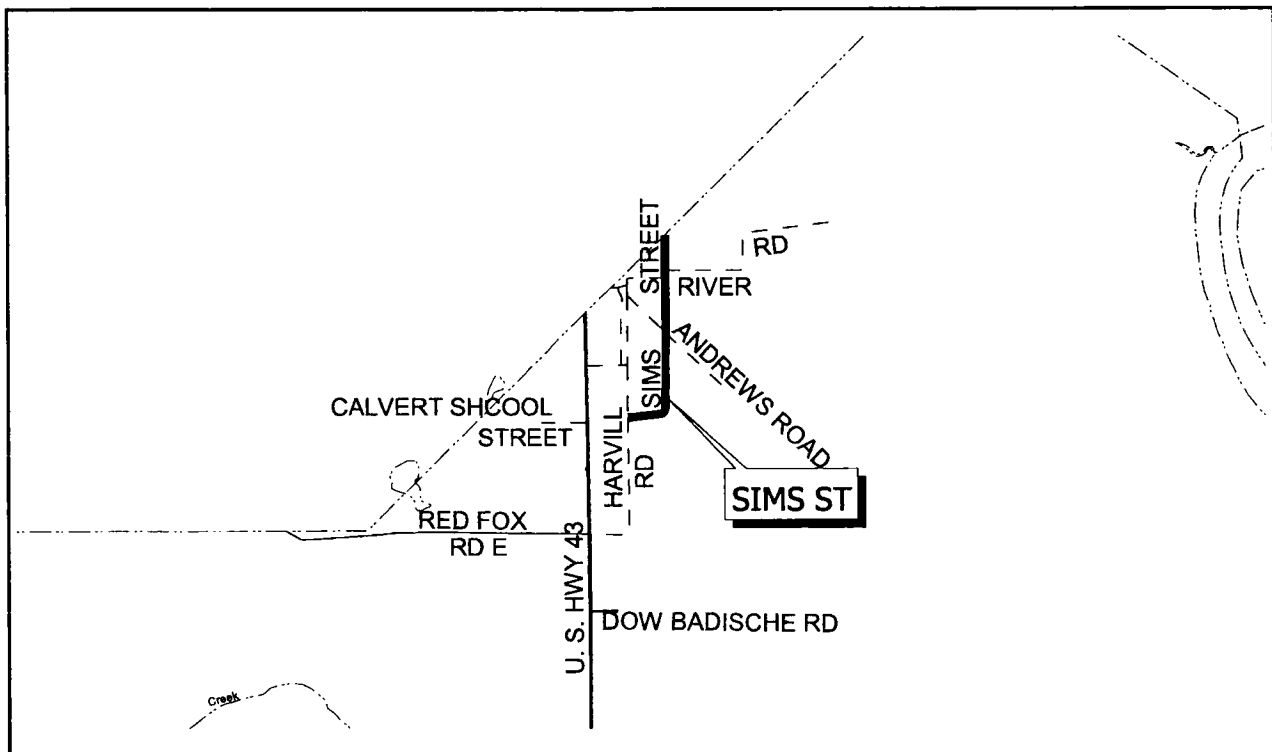 STREET
RD
RIVER
SIMS
ANDREWS ROAD
CALVERT SHCOOL
STREET
HARVILL
RD
SIMS ST
RED FOX
RD E
U. S. HWY 43
DOW BADISCHE RD
Creek